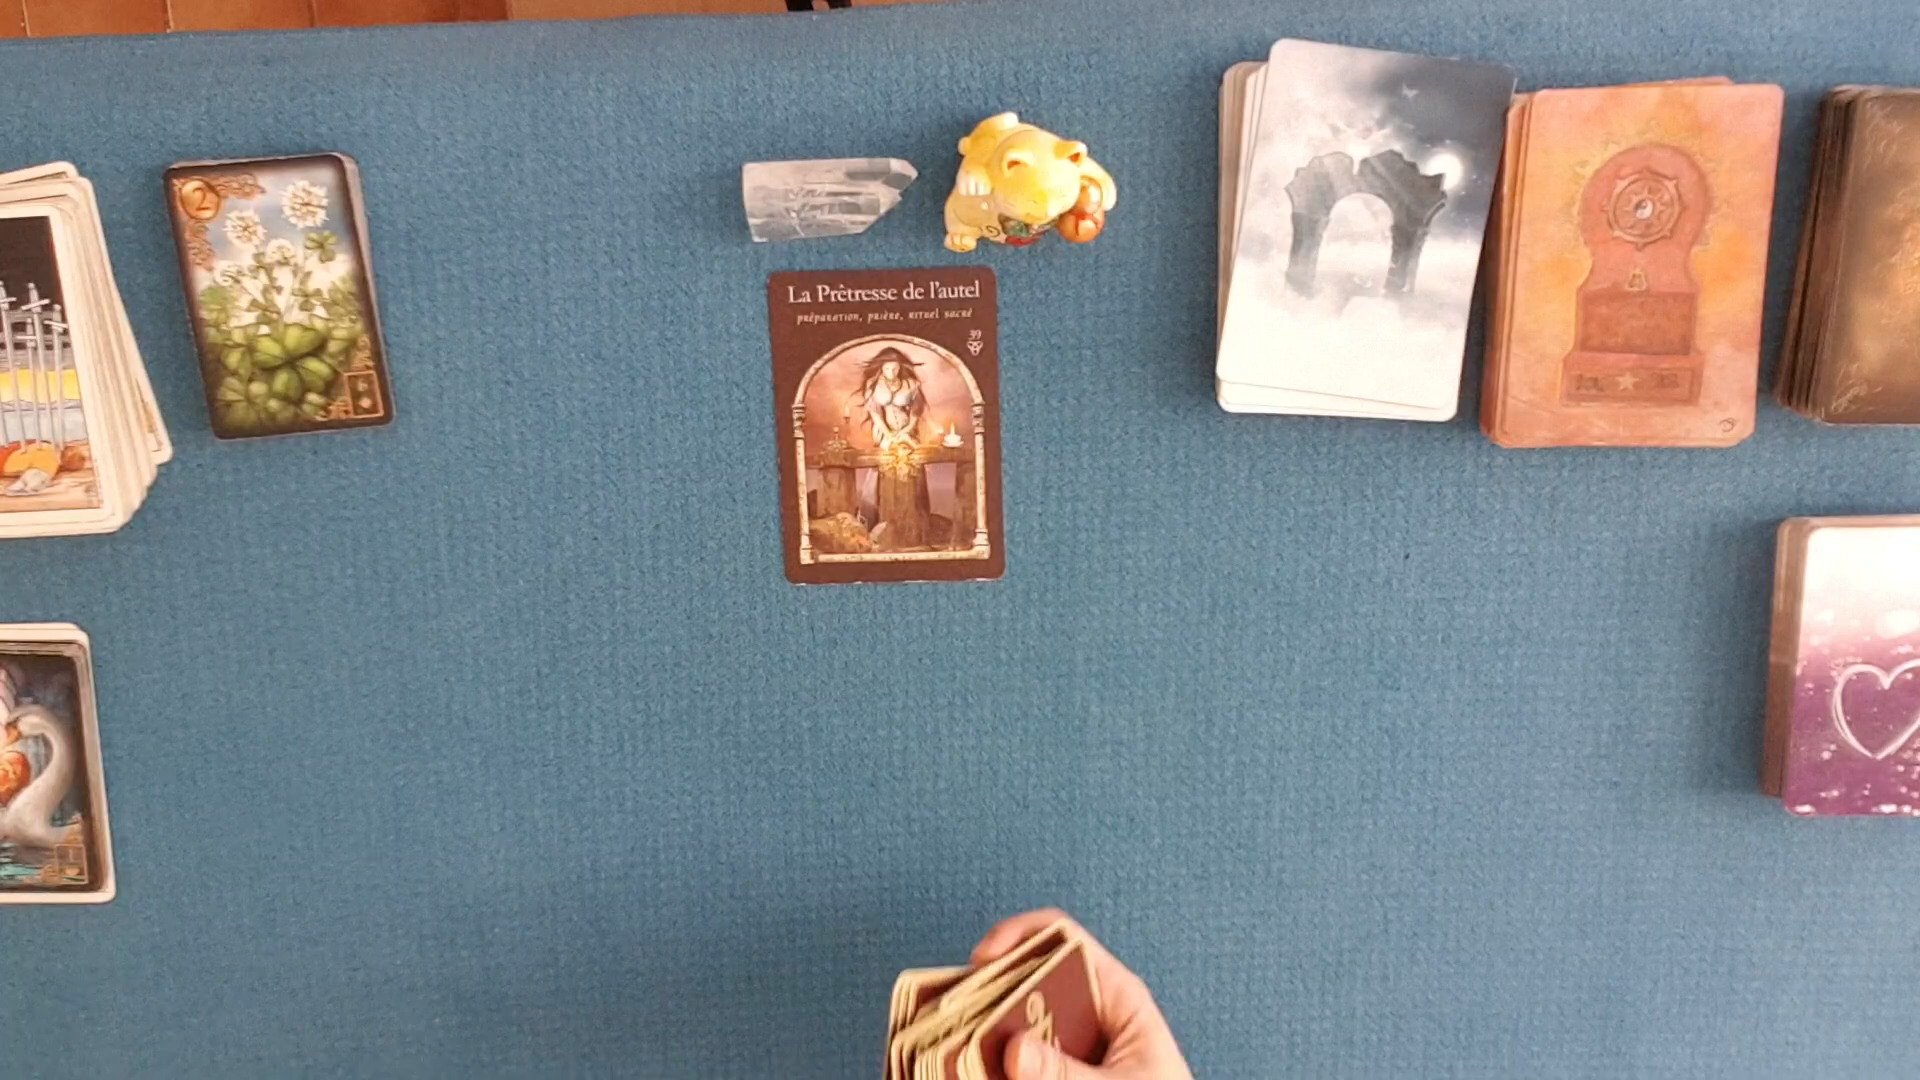 2
La Prêtresse de l'autel
préparation, prière, rituel sacré
39